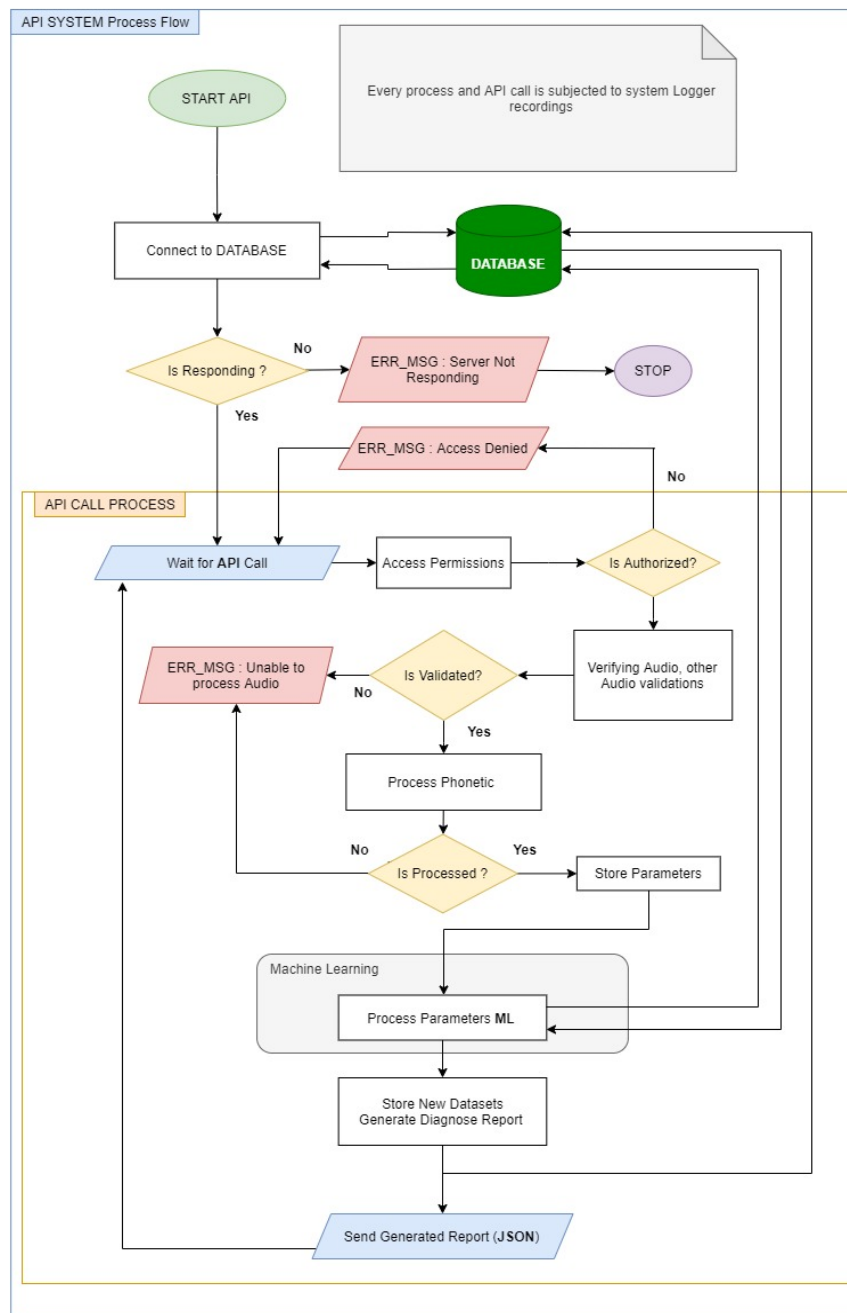 API SYSTEM Process Flow
START API
Every process and API call is subjected to system Logger
recordings
Connect to DATABASE
DATABASE
Is Responding ?
No
ERR_MSG : Server Not
Responding
STOP
Yes
ERR_MSG : Access Denied
No
API CALL PROCESS
Wait for API Call
Access Permissions
Is Authorized?
ERR_MSG : Unable to
process Audio
Is Validated?
No
Verifying Audio, other
Audio validations
Yes
Process Phonetic
No
Yes
Is Processed ?
Store Parameters
Machine Learning
Process Parameters ML
Store New Datasets
Generate Diagnose Report
Send Generated Report (JSON)